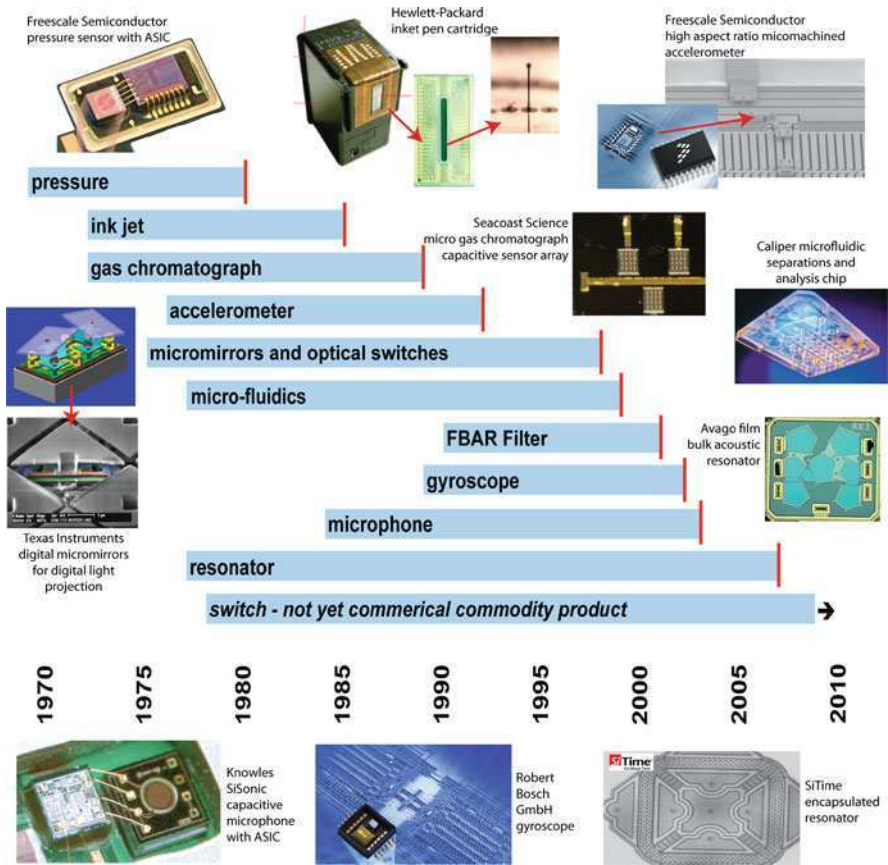 Freescale Semiconductor
pressure sensor with ASIC
Hewlett-Packard
inket pen cartridge
Freescale Semiconductor
high aspect ratio micomachined
accelerometer
pressure
ink jet
Seacoast Science
micro gas chromatograph
capacitive sensor array
gas chromatograph
Caliper microfluidic
separations and
analysis chip
accelerometer
micromirrors and optical switches
micro-fluidics
FBAR Filter
Avago film
bulk acoustic
resonator
gyroscope
microphone
Texas Instruments
digital micromirrors
for digital light
projection
resonator
switch - not yet commerical commodity product
1970
1975
1980
1985
1990
1995
2000
2005
2010
Knowles
SiSonic
capacitive
microphone
with ASIC
Robert
Bosch
GmbH
gyroscope
SiTime
SiTime
encapsulated
resonator